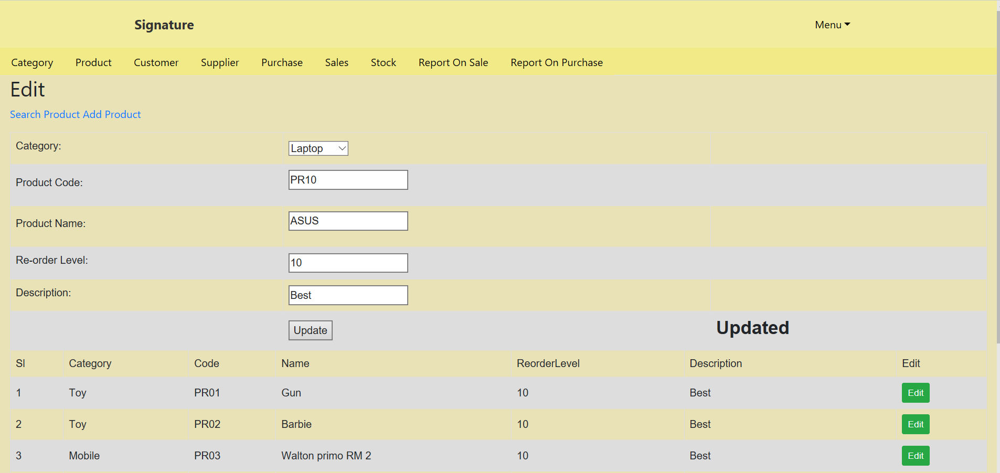 Signature Menu
Category Product Customer Supplier Purchase Sales Stock Report On Sale Report On Purchase
Edit
Search Product Add Product
Category: Laptop
Product Code: PR10
Product Name: ASUS
Re-order Level: 10
Description: Best
Update Updated
Sl Category Code Name ReorderLevel Description Edit
1 Toy PR01 Gun 10 Best Edit
2 Toy PR02 Barbie 10 Best Edit
3 Mobile PR03 Walton primo RM 2 10 Best Edit